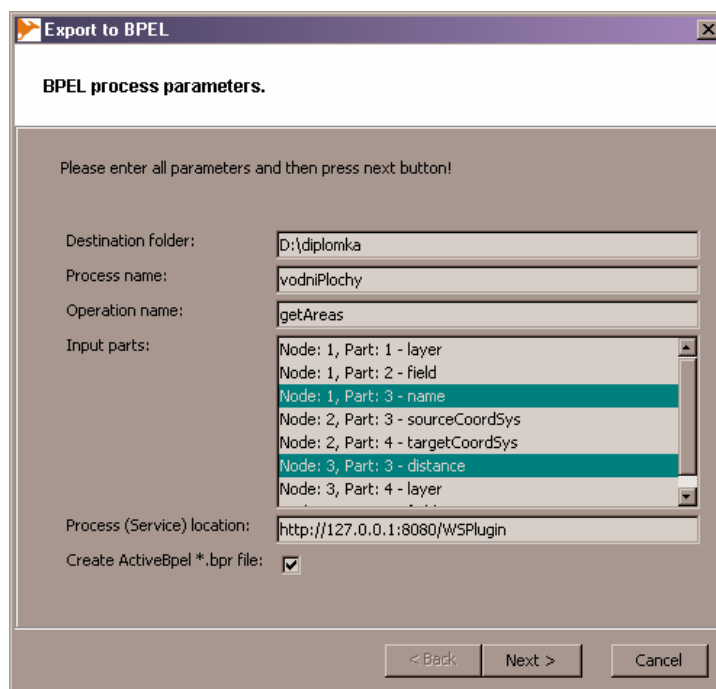 Export to BPEL
BPEL process parameters.
Please enter all parameters and then press next button!
Destination folder: D:\diplomka
Process name: vodniPlochy
Operation name: getAreas
Input parts: Node: 1, Part: 1 - layer
Node: 1, Part: 2 - field
Node: 1, Part: 3 - name
Node: 2, Part: 3 - sourceCoordSys
Node: 2, Part: 4 - targetCoordSys
Node: 3, Part: 3 - distance
Node: 3, Part: 4 - layer
Process (Service) location: http://127.0.0.1:8080/WSPlugin
Create ActiveBpel *.bpr file:
< Back Next > Cancel